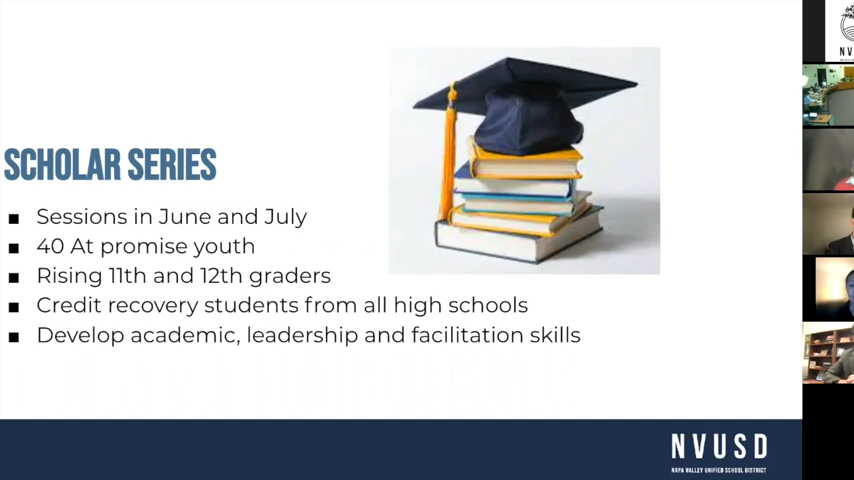 SCHOLAR SERIES
Sessions in June and July
40 At promise youth
Rising 11th and 12th graders
Credit recovery students from all high schools
Develop academic, leadership and facilitation skills
NVUSD
NAPA VALLEY UNIFIED SCHOOL DISTRICT